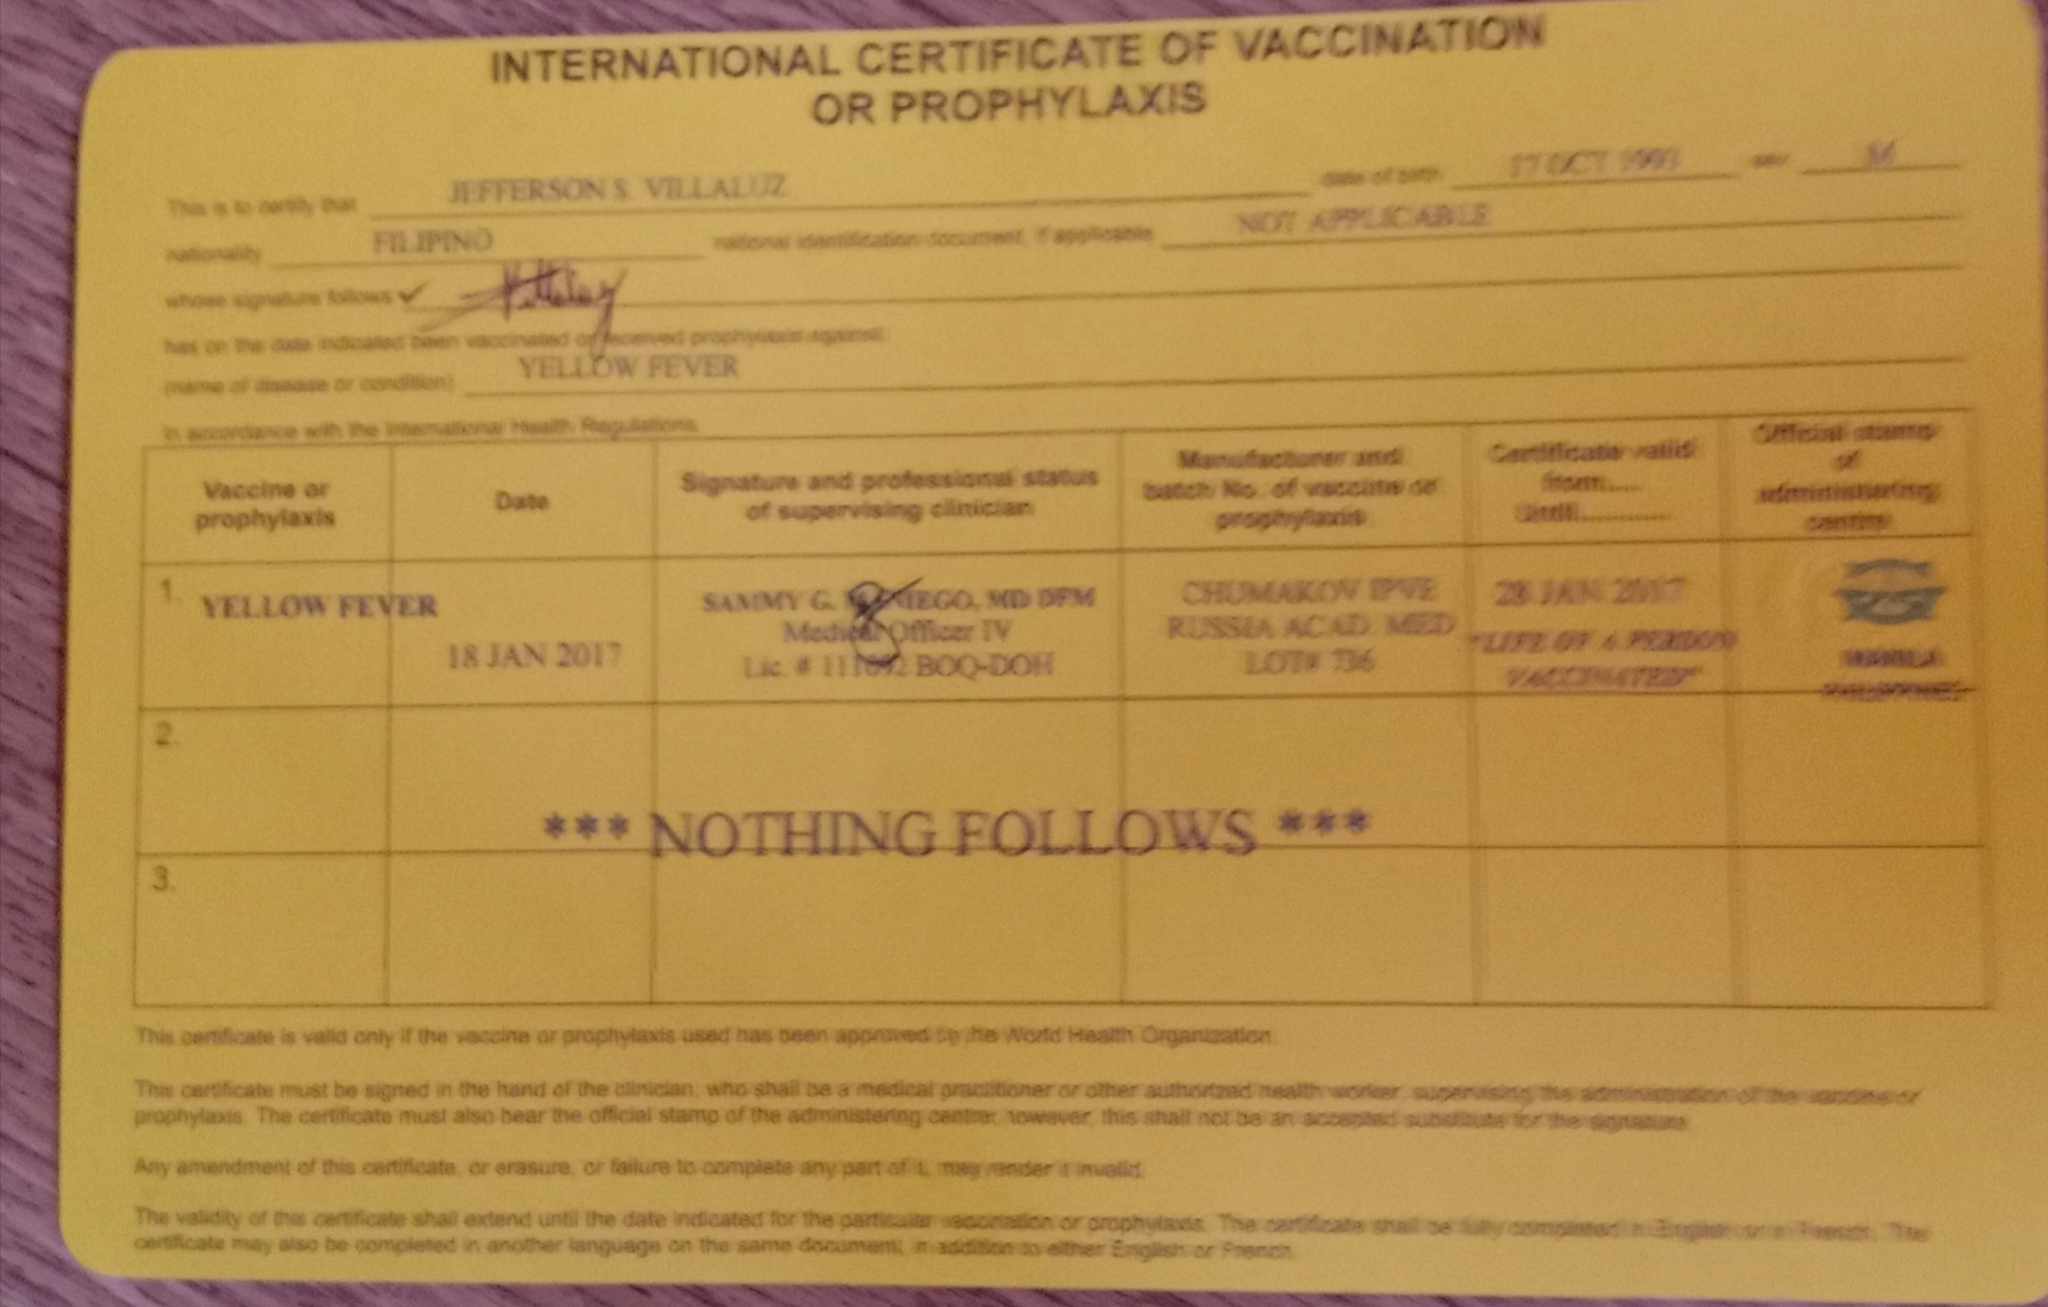 INTERNATIONAL CERTIFICATE OF VACCINATION
OR PROPHYLAXIS
This is to certify that JEFFERSON S. VILLALUZ date of birth 17 OCT 1993 sex M
nationality FILIPINO national identification document, if applicable NOT APPLICABLE
whose signature follows ✓
has on the date indicated been vaccinated or received prophylaxis against:
(name of disease or condition) YELLOW FEVER
in accordance with the International Health Regulations.
Vaccine or prophylaxis
Date
Signature and professional status of supervising clinician
Manufacturer and batch No. of vaccine or prophylaxis
Certificate valid from..... Until............
Official stamp of administering centre
1. YELLOW FEVER
18 JAN 2017
SAMMY G. MD DFM
Medical Officer IV
Lic. # BOQ-DOH
CHUMAKOV IPVE
RUSSIA ACAD. MED
LOT# 736
28 JAN 2017
"LIFE OF A PERSON
VACCINATED"
MANILA
PHILIPPINES
2.
*** NOTHING FOLLOWS ***
3.
This certificate is valid only if the vaccine or prophylaxis used has been approved by the World Health Organization.
This certificate must be signed in the hand of the clinician, who shall be a medical practitioner or other authorized health worker, supervising the administration of the vaccine or
prophylaxis. The certificate must also bear the official stamp of the administering centre; however, this shall not be an accepted substitute for the signature.
Any amendment of this certificate, or erasure, or failure to complete any part of it, may render it invalid.
The validity of this certificate shall extend until the date indicated for the particular vaccination or prophylaxis. The certificate shall be fully completed in English or in French. The
certificate may also be completed in another language on the same document, in addition to either English or French.